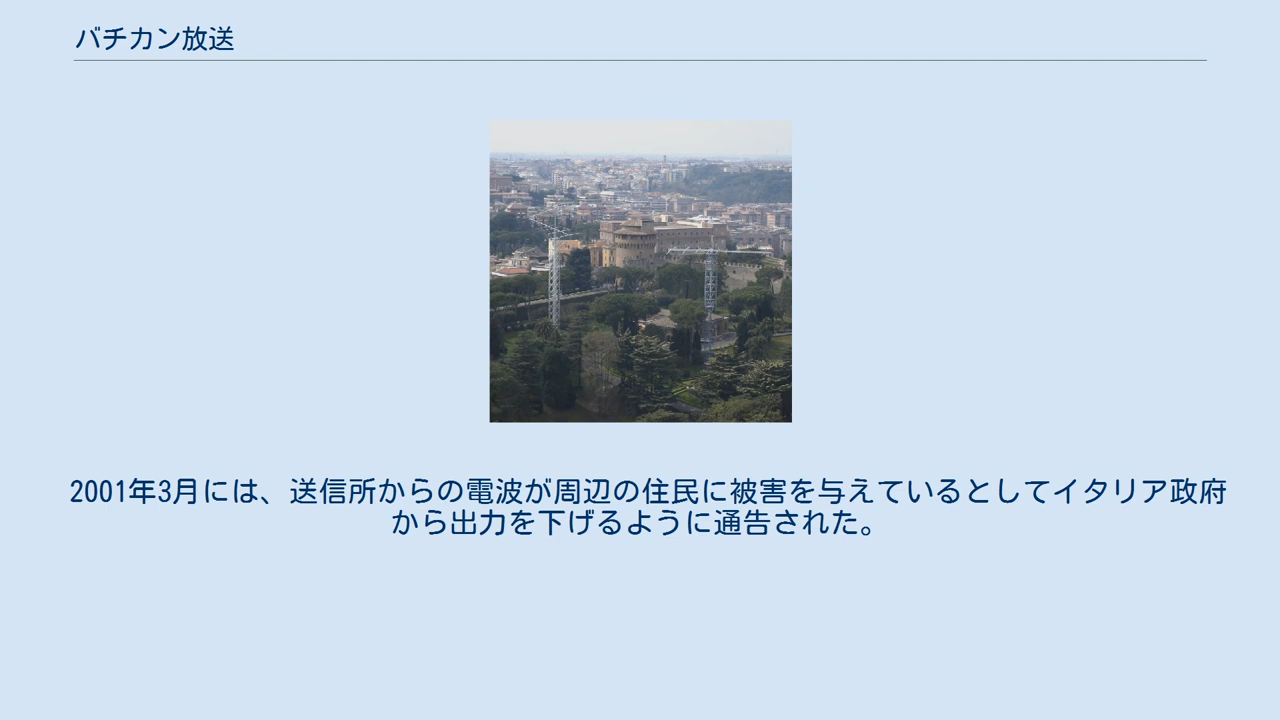 バチカン放送
2001年3月には、送信所からの電波が周辺の住民に被害を与えているとしてイタリア政府
から出力を下げるように通告された。